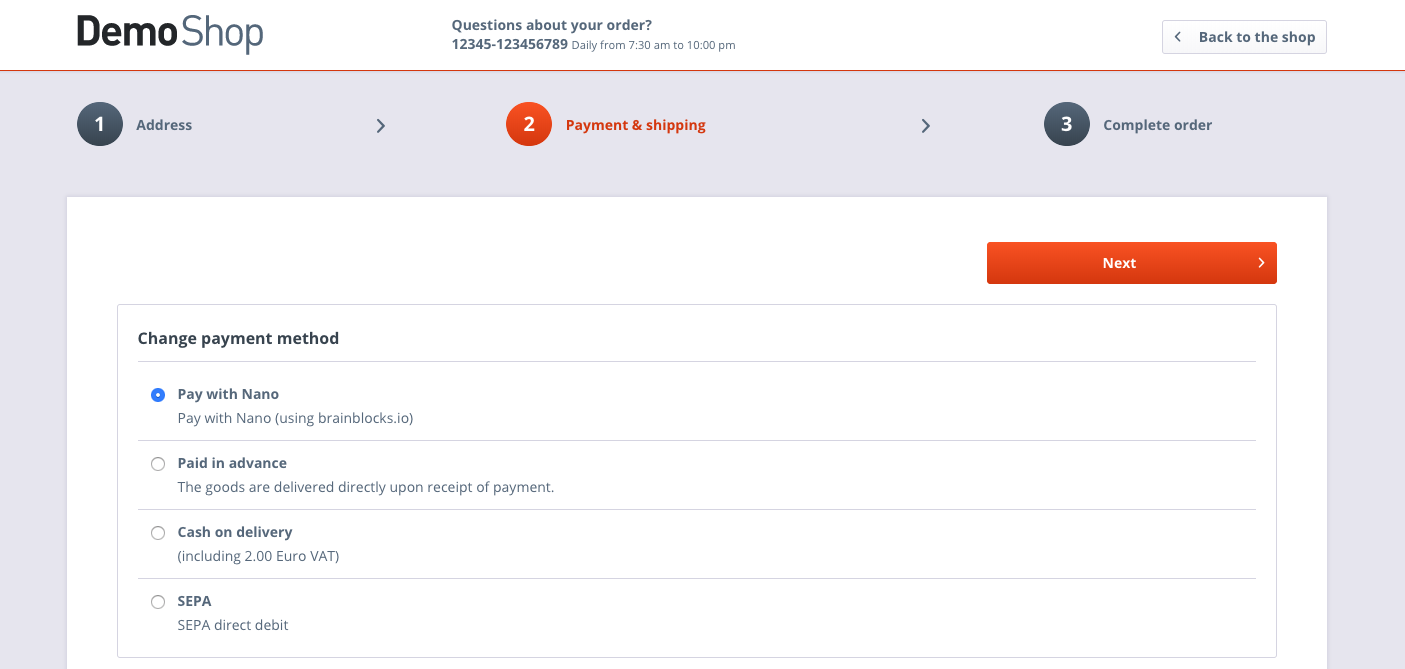 DemoShop
Questions about your order?
12345-123456789 Daily from 7:30 am to 10:00 pm
Back to the shop
1 Address
2 Payment & shipping
3 Complete order
Next
Change payment method
Pay with Nano
Pay with Nano (using brainblocks.io)
Paid in advance
The goods are delivered directly upon receipt of payment.
Cash on delivery
(including 2.00 Euro VAT)
SEPA
SEPA direct debit